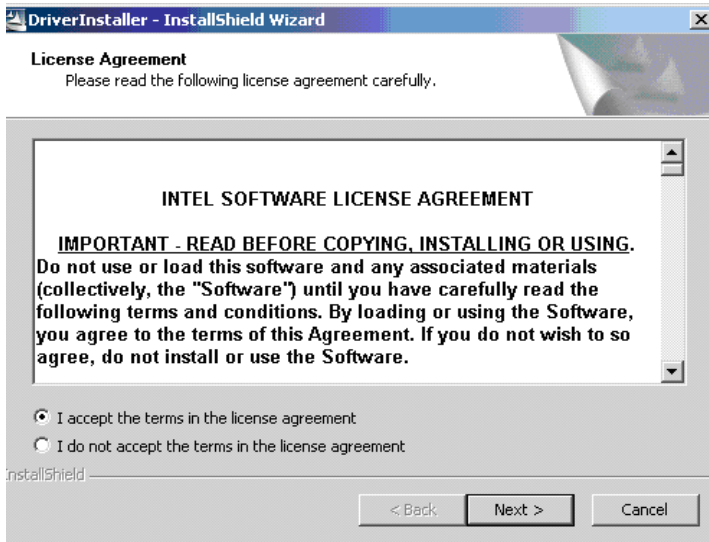 DriverInstaller - InstallShield Wizard
License Agreement
Please read the following license agreement carefully.
INTEL SOFTWARE LICENSE AGREEMENT
IMPORTANT - READ BEFORE COPYING, INSTALLING OR USING.
Do not use or load this software and any associated materials
(collectively, the "Software") until you have carefully read the
following terms and conditions. By loading or using the Software,
you agree to the terms of this Agreement. If you do not wish to so
agree, do not install or use the Software.
I accept the terms in the license agreement
I do not accept the terms in the license agreement
InstallShield
< Back
Next >
Cancel